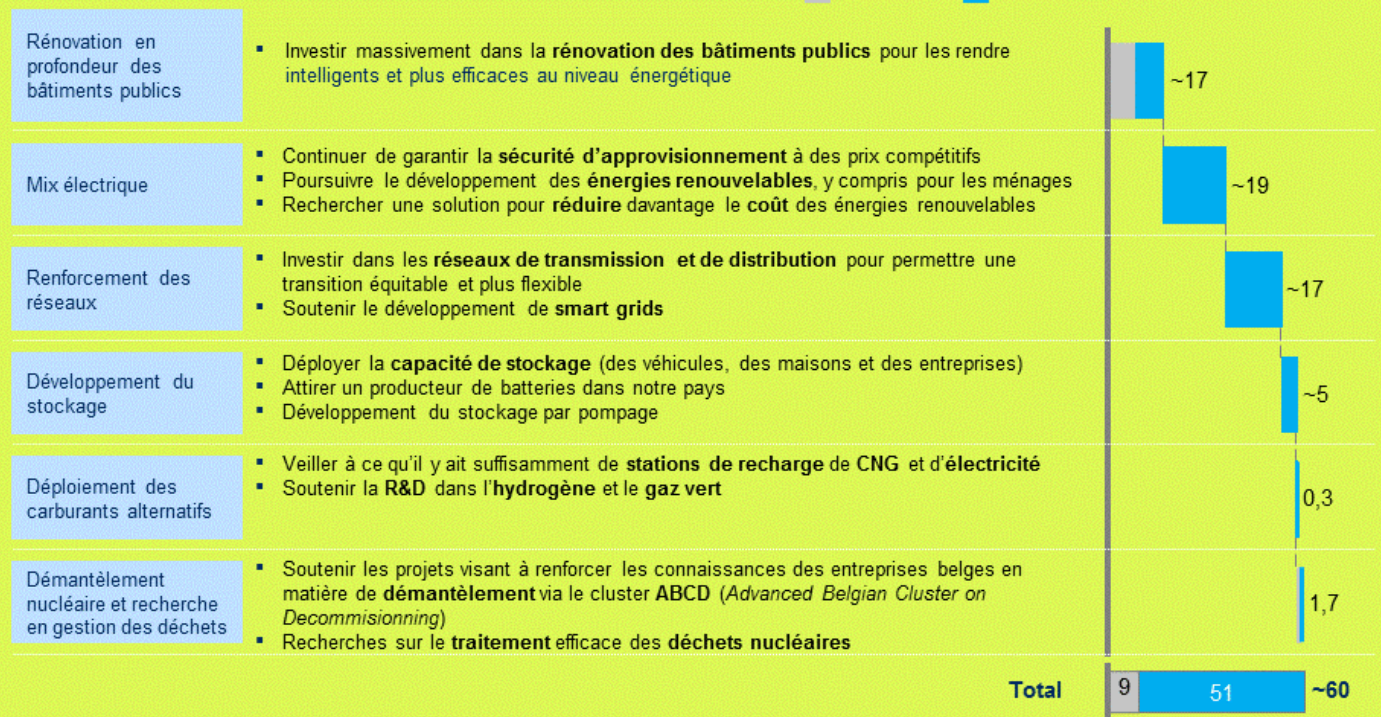 Rénovation en
profondeur des
bâtiments publics
▪ Investir massivement dans la rénovation des bâtiments publics pour les rendre
intelligents et plus efficaces au niveau énergétique
~17
Mix électrique
▪ Continuer de garantir la sécurité d'approvisionnement à des prix compétitifs
▪ Poursuivre le développement des énergies renouvelables, y compris pour les ménages
▪ Rechercher une solution pour réduire davantage le coût des énergies renouvelables
~19
Renforcement des
réseaux
▪ Investir dans les réseaux de transmission et de distribution pour permettre une
transition équitable et plus flexible
▪ Soutenir le développement de smart grids
~17
Développement du
stockage
▪ Déployer la capacité de stockage (des véhicules, des maisons et des entreprises)
▪ Attirer un producteur de batteries dans notre pays
▪ Développement du stockage par pompage
~5
Déploiement des
carburants alternatifs
▪ Veiller à ce qu'il y ait suffisamment de stations de recharge de CNG et d'électricité
▪ Soutenir la R&D dans l'hydrogène et le gaz vert
0,3
Démantèlement
nucléaire et recherche
en gestion des déchets
▪ Soutenir les projets visant à renforcer les connaissances des entreprises belges en
matière de démantèlement via le cluster ABCD (Advanced Belgian Cluster on
Decommisionning)
▪ Recherches sur le traitement efficace des déchets nucléaires
1,7
Total 9 51 ~60